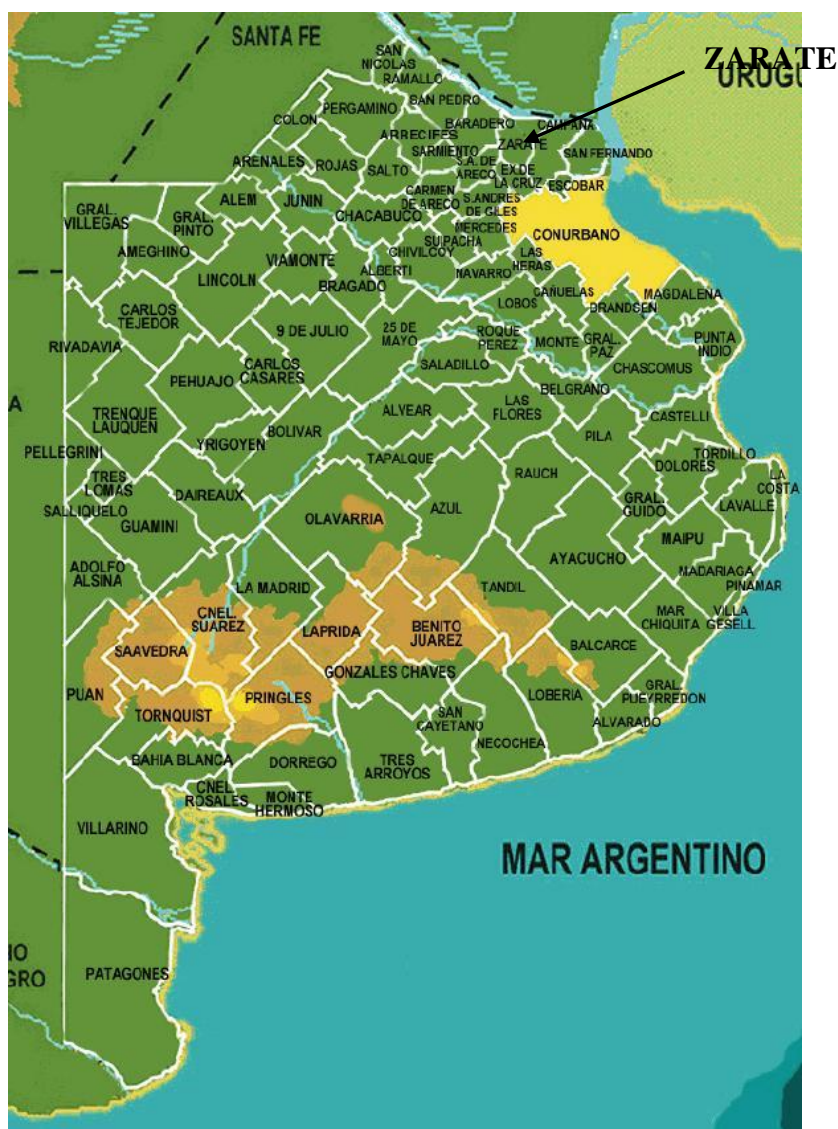 SANTA FE
ZARATE
URUGU
SAN
NICOLAS
RAMALLO
SAN PEDRO
PERGAMINO
COLON
BARADERO
CAMPANA
ARRECIFES
ZARATE
SARMIENTO
SAN FERNANDO
ARENALES
ROJAS
SALTO
S.A. DE
ARECO
EX.DE
LA CRUZ
ESCOBAR
GRAL.
VILLEGAS
ALEM
JUNIN
CARMEN
DE ARECO
S.ANDRES
DE GILES
GRAL.
PINTO
CHACABUCO
MERCEDES
CONURBANO
AMEGHINO
SUIPACHA
VIAMONTE
CHIVILCOY
LAS
HERAS
LINCOLN
ALBERTI
NAVARRO
BRAGADO
CAÑUELAS
MAGDALEÑA
LOBOS
BRANDSEN
CARLOS
TEJEDOR
9 DE JULIO
25 DE
MAYO
ROQUE
PEREZ
MONTE
GRAL.
PAZ
PUNTA
INDIO
RIVADAVIA
SALADILLO
CHASCOMUS
PEHUAJO
CARLOS
CASARES
BELGRANO
A
TRENQUE
LAUQUEN
ALVEAR
LAS
FLORES
CASTELLI
YRIGOYEN
BOLIVAR
PILA
PELLEGRINI
TAPALQUE
TORDILLO
TRES
LOMAS
RAUCH
DOLORES
LA
COSTA
DAIREAUX
SALLIQUELO
GUAMINI
OLAVARRIA
AZUL
GRAL.
GUIDO
LAVALLE
MAIPU
ADOLFO
ALSINA
AYACUCHO
MADARIAGA
LA MADRID
TANDIL
PINAMAR
CNEL.
SUAREZ
MAR
CHIQUITA
VILLA
GESELL
LAPRIDA
BENITO
JUAREZ
SAAVEDRA
BALCARCE
GONZALES CHAVES
PUAN
PRINGLES
LOBERIA
GRAL.
PUEYRREDON
TORNQUIST
SAN
CAYETANO
ALVARADO
NECOCHEA
BAHIA BLANCA
DORREGO
TRES
ARROYOS
CNEL.
ROSALES
MONTE
HERMOSO
VILLARINO
MAR ARGENTINO
IO
GRO
PATAGONES